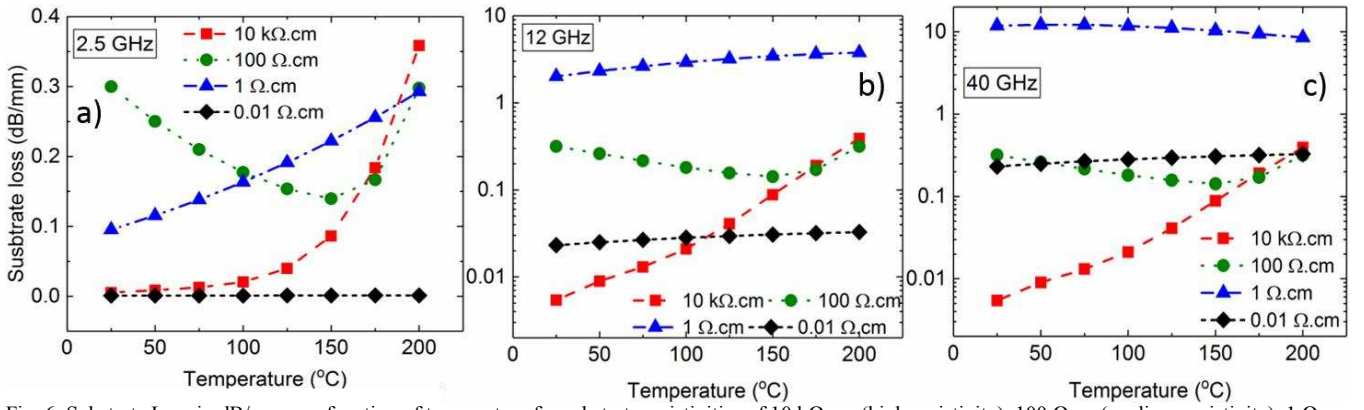 2.5 GHz
10 kΩ.cm
100 Ω.cm
1 Ω.cm
0.01 Ω.cm
a)
Susbtrate loss (dB/mm)
0.4
0.3
0.2
0.1
0.0
0 50 100 150 200
Temperature (°C)
12 GHz
b)
10
1
0.1
0.01
10 kΩ.cm 100 Ω.cm
1 Ω.cm 0.01 Ω.cm
0 50 100 150 200
Temperature (°C)
40 GHz
c)
10
1
0.1
0.01
10 kΩ.cm
100 Ω.cm
1 Ω.cm
0.01 Ω.cm
0 50 100 150 200
Temperature (°C)